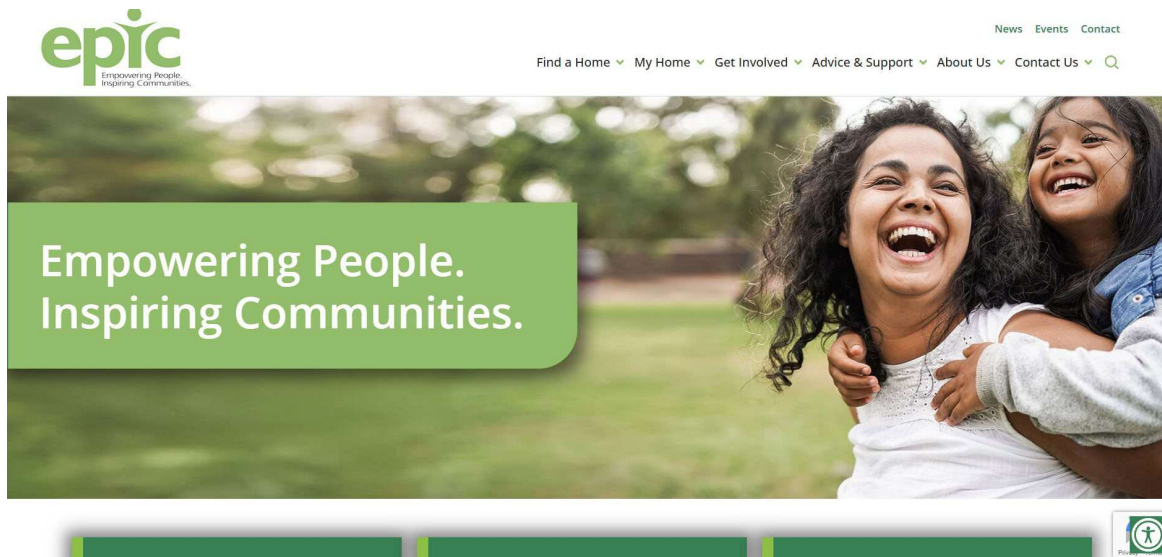 epic
Empowering People.
Inspiring Communities.
News Events Contact
Find a Home My Home Get Involved Advice & Support About Us Contact Us
Empowering People.
Inspiring Communities.